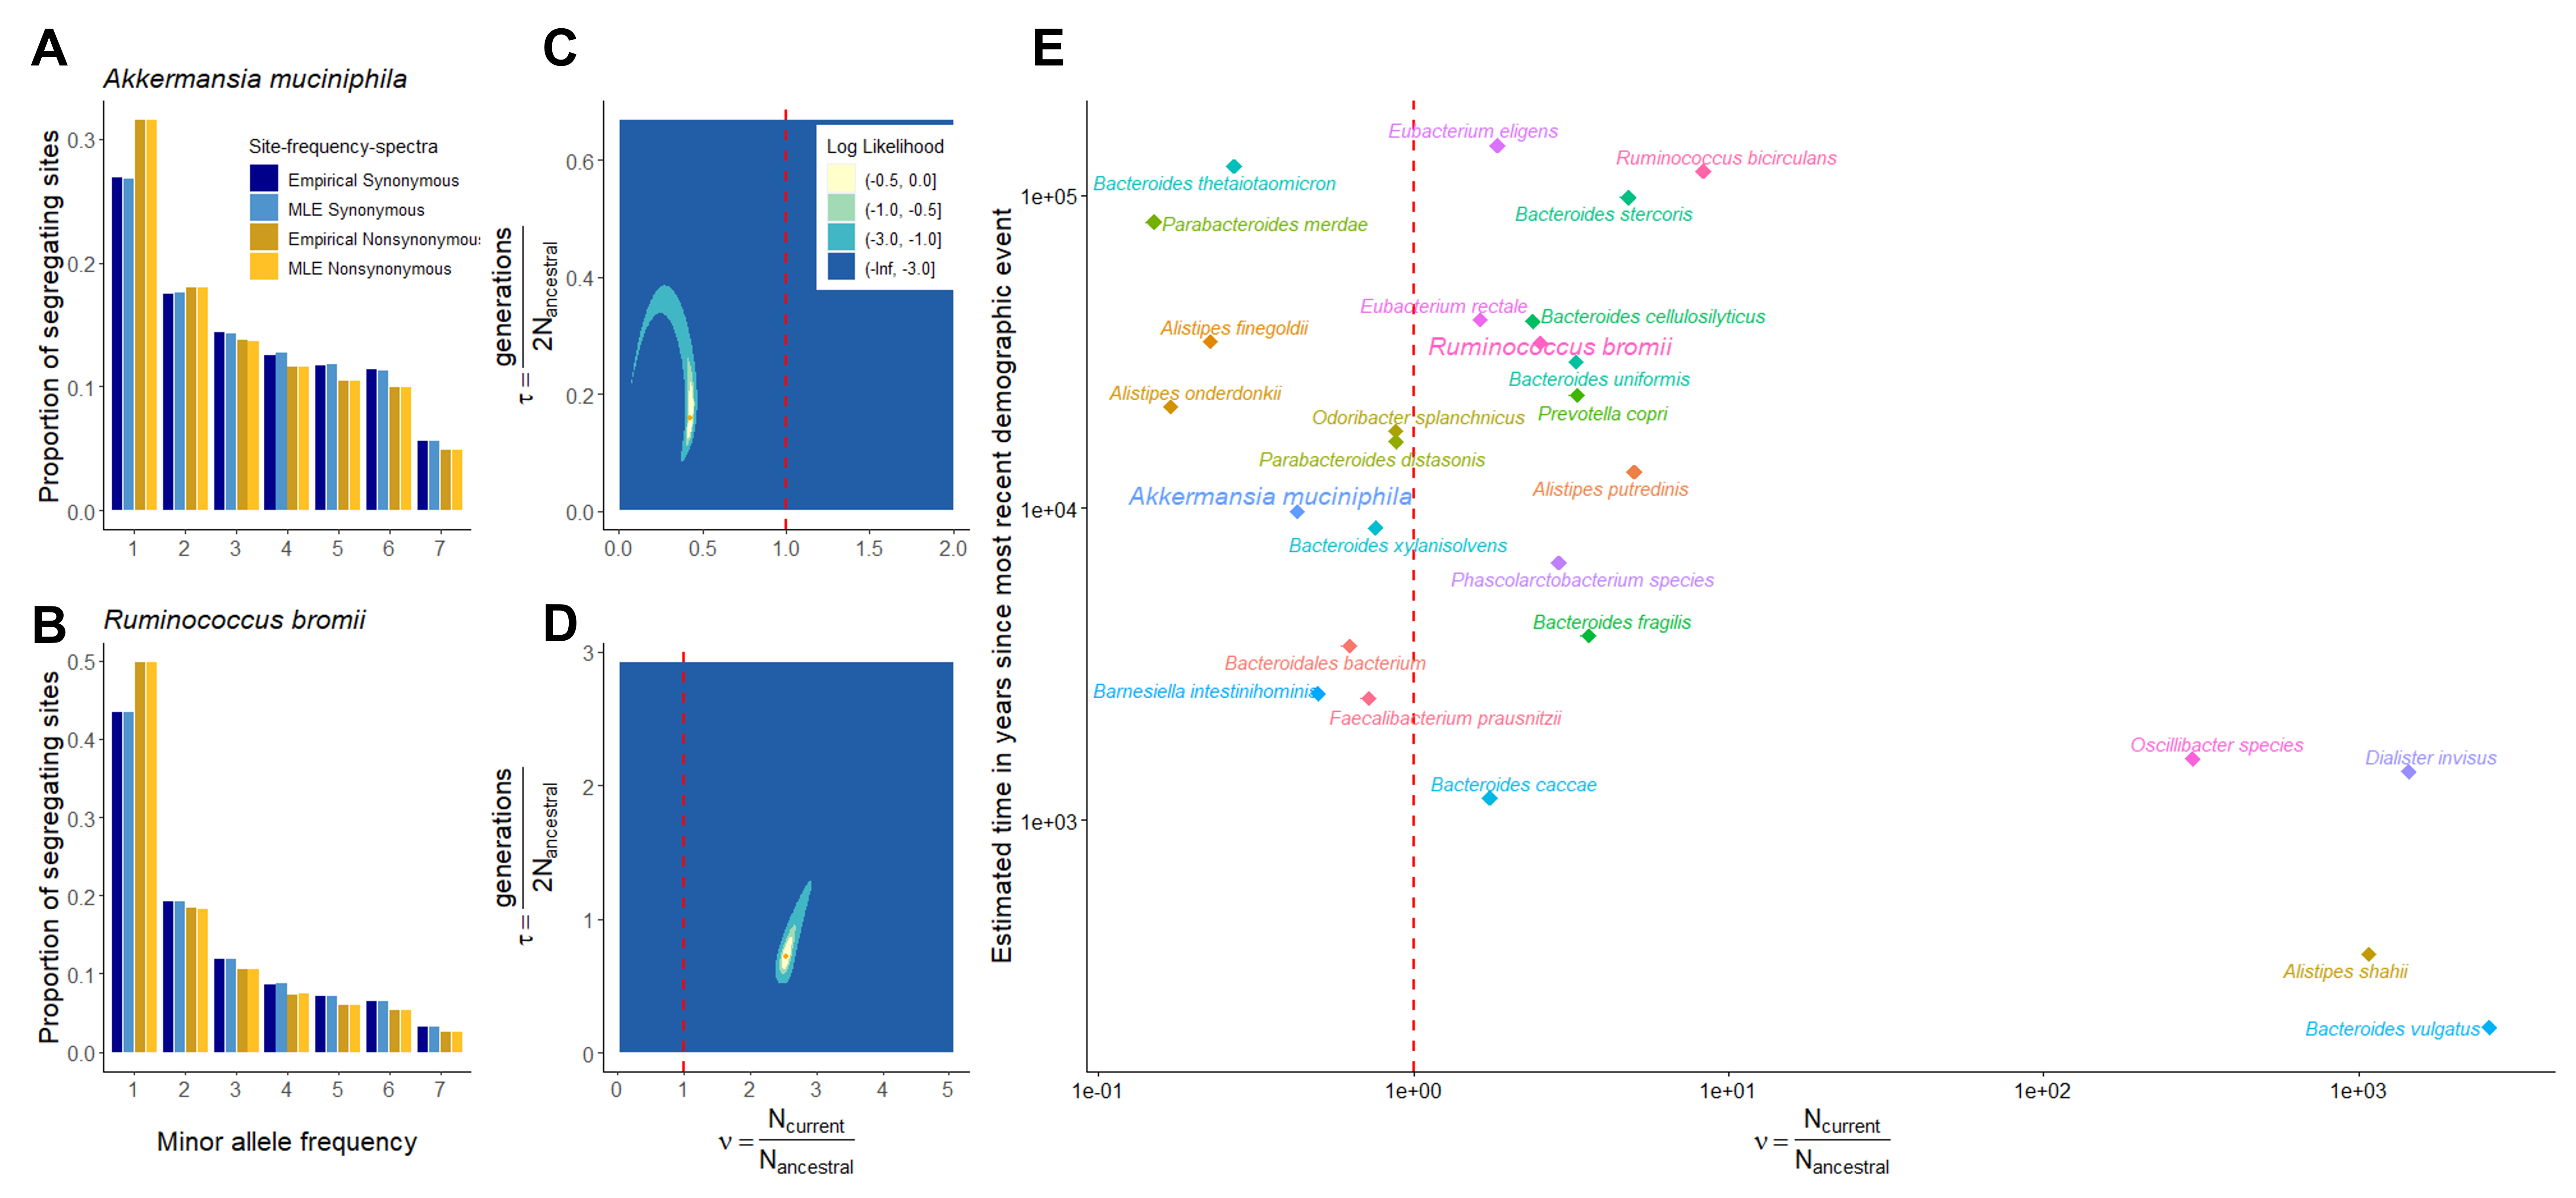 A
Akkermansia muciniphila
Proportion of segregating sites
0.3
0.2
0.1
0.0
Site-frequency-spectra
Empirical Synonymous
MLE Synonymous
Empirical Nonsynonymous
MLE Nonsynonymous
1 2 3 4 5 6 7
B
Ruminococcus bromii
Proportion of segregating sites
0.5
0.4
0.3
0.2
0.1
0.0
1 2 3 4 5 6 7
Minor allele frequency
C
τ = generations
2Nancestral
0.6
0.4
0.2
0.0
Log Likelihood
(-0.5, 0.0]
(-1.0, -0.5]
(-3.0, -1.0]
(-Inf, -3.0]
0.0 0.5 1.0 1.5 2.0
D
τ = generations
2Nancestral
3
2
1
0
0 1 2 3 4 5
ν = Ncurrent
Nancestral
E
Estimated time in years since most recent demographic event
1e+05
1e+04
1e+03
Eubacterium eligens
Ruminococcus bicirculans
Bacteroides thetaiotaomicron
Bacteroides stercoris
Parabacteroides merdae
Eubacterium rectale
Bacteroides cellulosilyticus
Alistipes finegoldii
Ruminococcus bromii
Bacteroides uniformis
Alistipes onderdonkii
Prevotella copri
Odoribacter splanchnicus
Parabacteroides distasonis
Alistipes putredinis
Akkermansia muciniphila
Bacteroides xylanisolvens
Phascolarctobacterium species
Bacteroides fragilis
Bacteroidales bacterium
Barnesiella intestinihominis
Faecalibacterium prausnitzii
Oscillibacter species
Dialister invisus
Bacteroides caccae
Alistipes shahii
Bacteroides vulgatus
1e-01 1e+00 1e+01 1e+02 1e+03
ν = Ncurrent
Nancestral